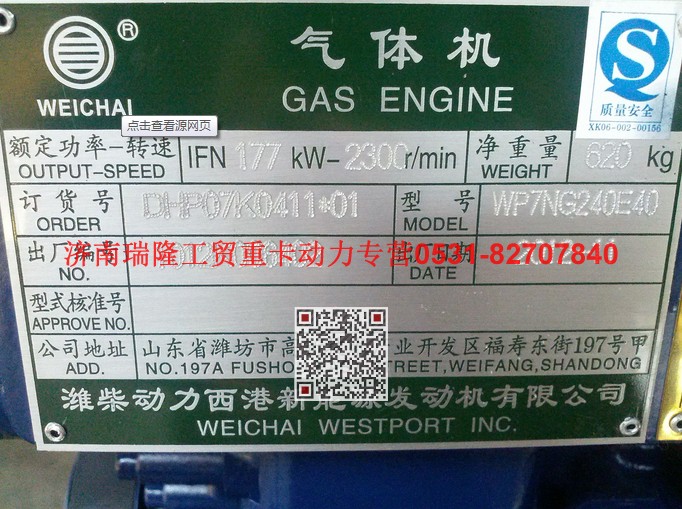 WEICHAI
®
气体机
GAS ENGINE
质量安全
XK06-002-00156
点击查看源网页
额定功率-转速
OUTPUT-SPEED
IFN 177 kW-2300r/min
净重量
WEIGHT
620 kg
订货号
ORDER
DHP07K0411*01
型号
MODEL
WP7NG240E40
出厂编号
NO.
DATE
济南瑞隆工贸重卡动力专营0531-82707840
型式核准号
APPROVE NO.
公司地址
ADD.
山东省潍坊市高 业开发区福寿东街197号甲
NO.197A FUSHO TREET,WEIFANG,SHANDONG
潍柴动力西港新能源发动机有限公司
WEICHAI WESTPORT INC.